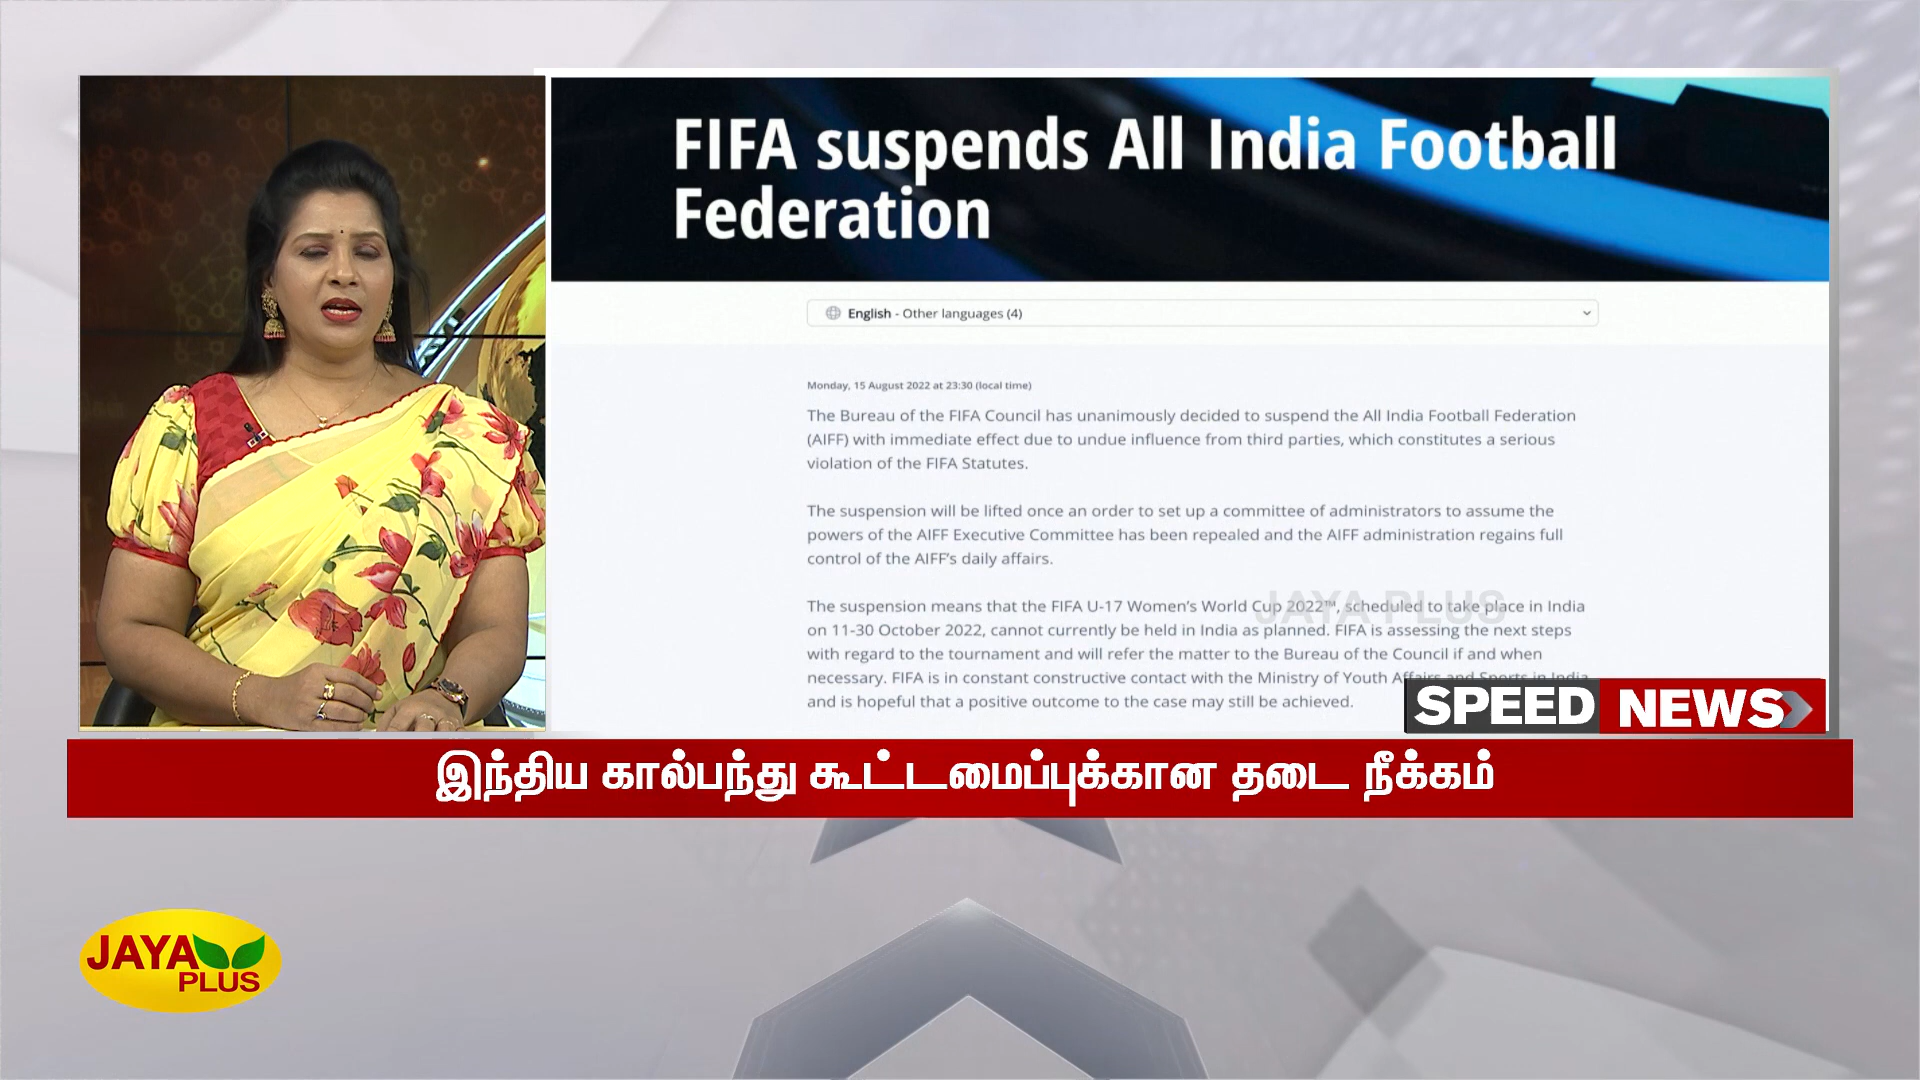 FIFA suspends All India Football
Federation
English - Other languages (4)
Monday, 15 August 2022 at 23:30 (local time)
The Bureau of the FIFA Council has unanimously decided to suspend the All India Football Federation
(AIFF) with immediate effect due to undue influence from third parties, which constitutes a serious
violation of the FIFA Statutes.
The suspension will be lifted once an order to set up a committee of administrators to assume the
powers of the AIFF Executive Committee has been repealed and the AIFF administration regains full
control of the AIFF’s daily affairs.
JAYA PLUS
The suspension means that the FIFA U-17 Women’s World Cup 2022™, scheduled to take place in India
on 11-30 October 2022, cannot currently be held in India as planned. FIFA is assessing the next steps
with regard to the tournament and will refer the matter to the Bureau of the Council if and when
necessary. FIFA is in constant constructive contact with the Ministry of Youth Affairs and Sports in India
and is hopeful that a positive outcome to the case may still be achieved.
SPEED NEWS
இந்திய கால்பந்து கூட்டமைப்புக்கான தடை நீக்கம்
JAYA
PLUS